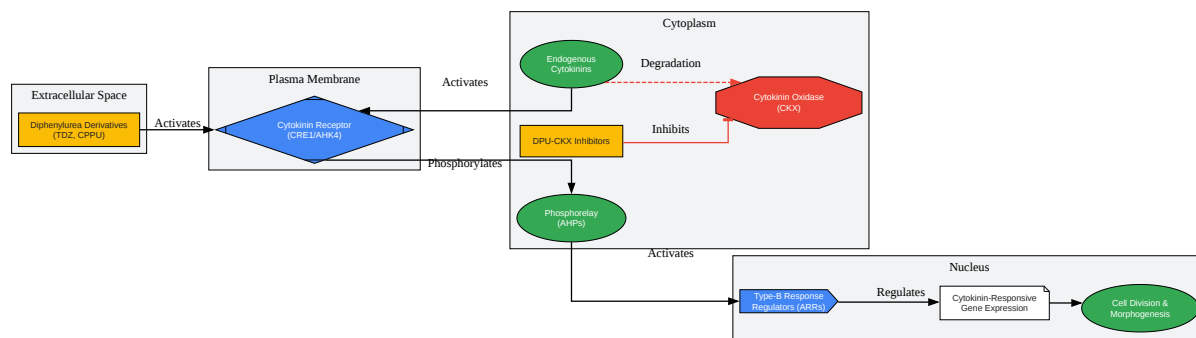 Cytoplasm
Endogenous
Cytokinins
Degradation
Cytokinin Oxidase
(CKX)
Inhibits
DPU-CKX Inhibitors
Activates
Plasma Membrane
Cytokinin Receptor
(CRE1/AHK4)
Extracellular Space
Diphenylurea Derivatives
(TDZ, CPPU)
Activates
Phosphorylates
Phosphorelay
(AHPs)
Activates
Nucleus
Type-B Response
Regulators (ARRs)
Regulates
Cytokinin-Responsive
Gene Expression
Cell Division &
Morphogenesis